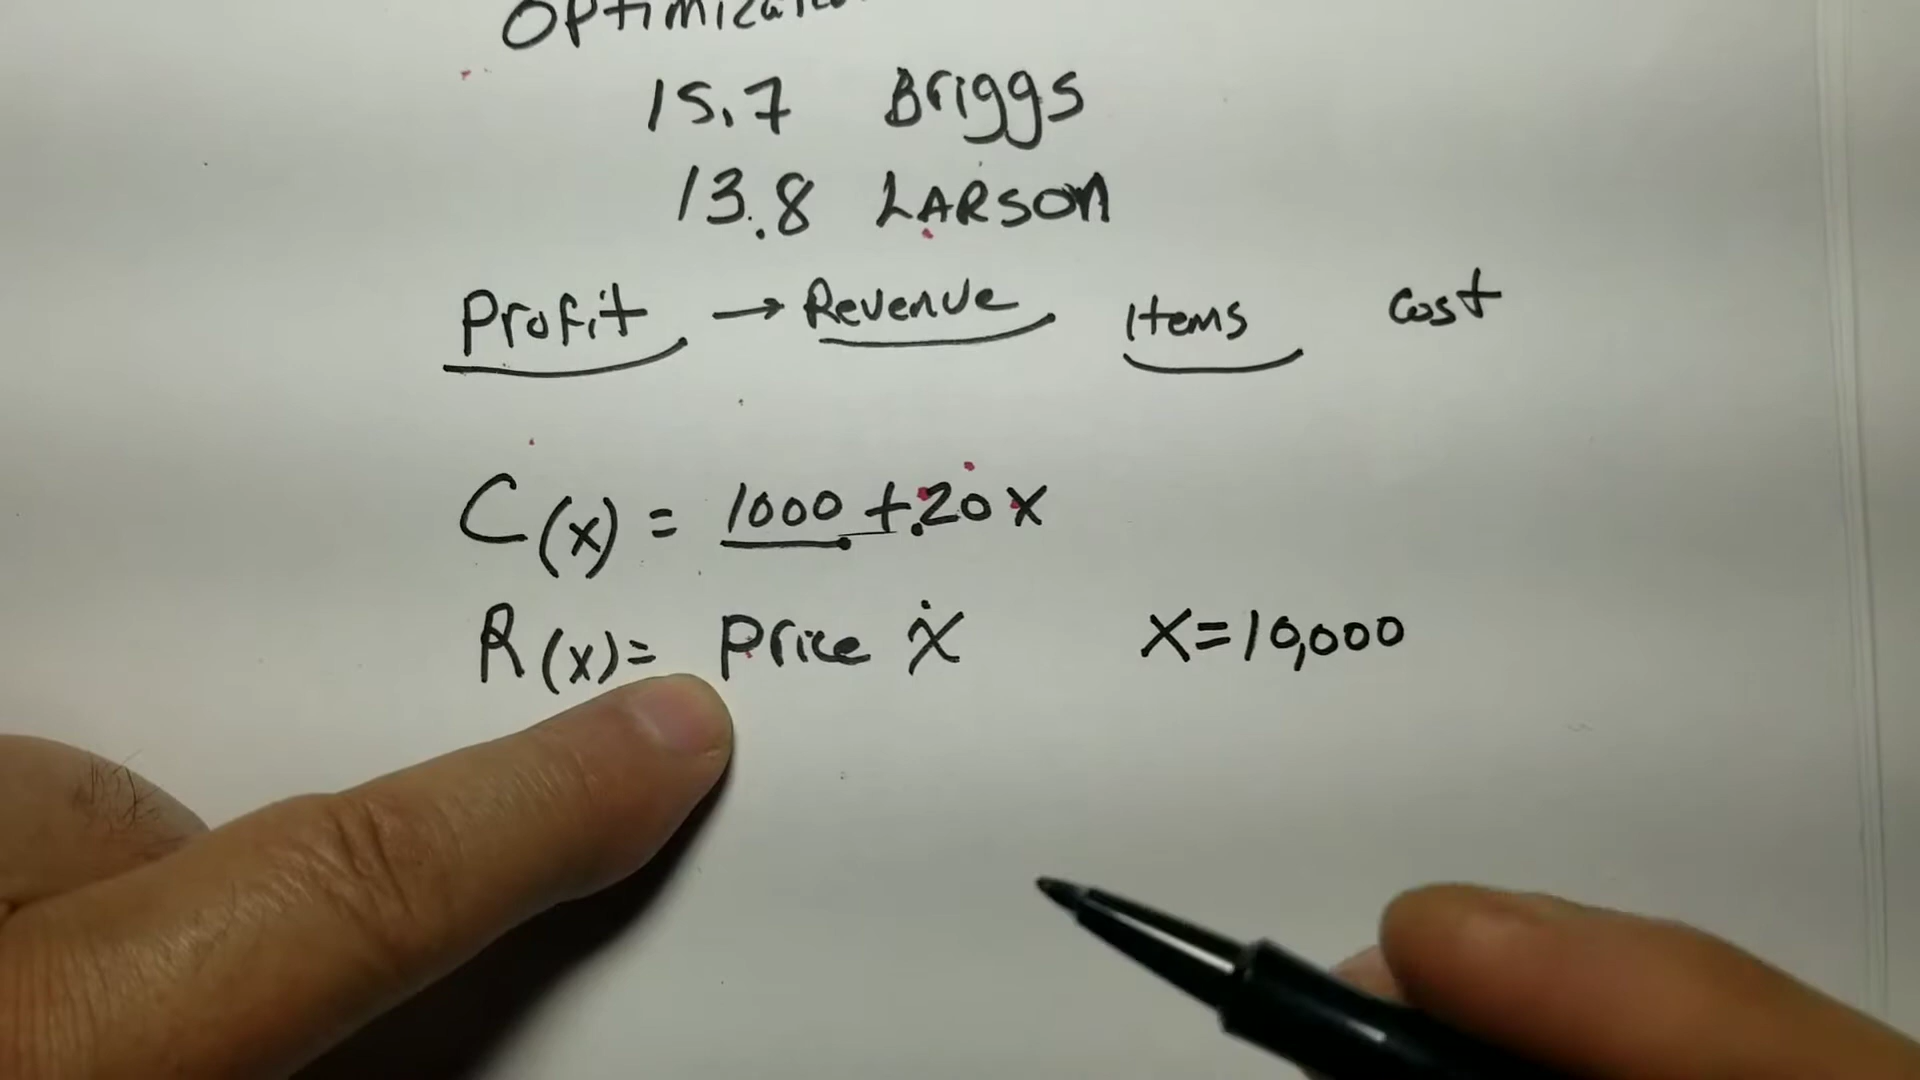 15.7 Briggs
13.8 LARSON
Profit → Revenue Items Cost
C(x) = 1000 + .20x
R(x) = Price x x=10,000